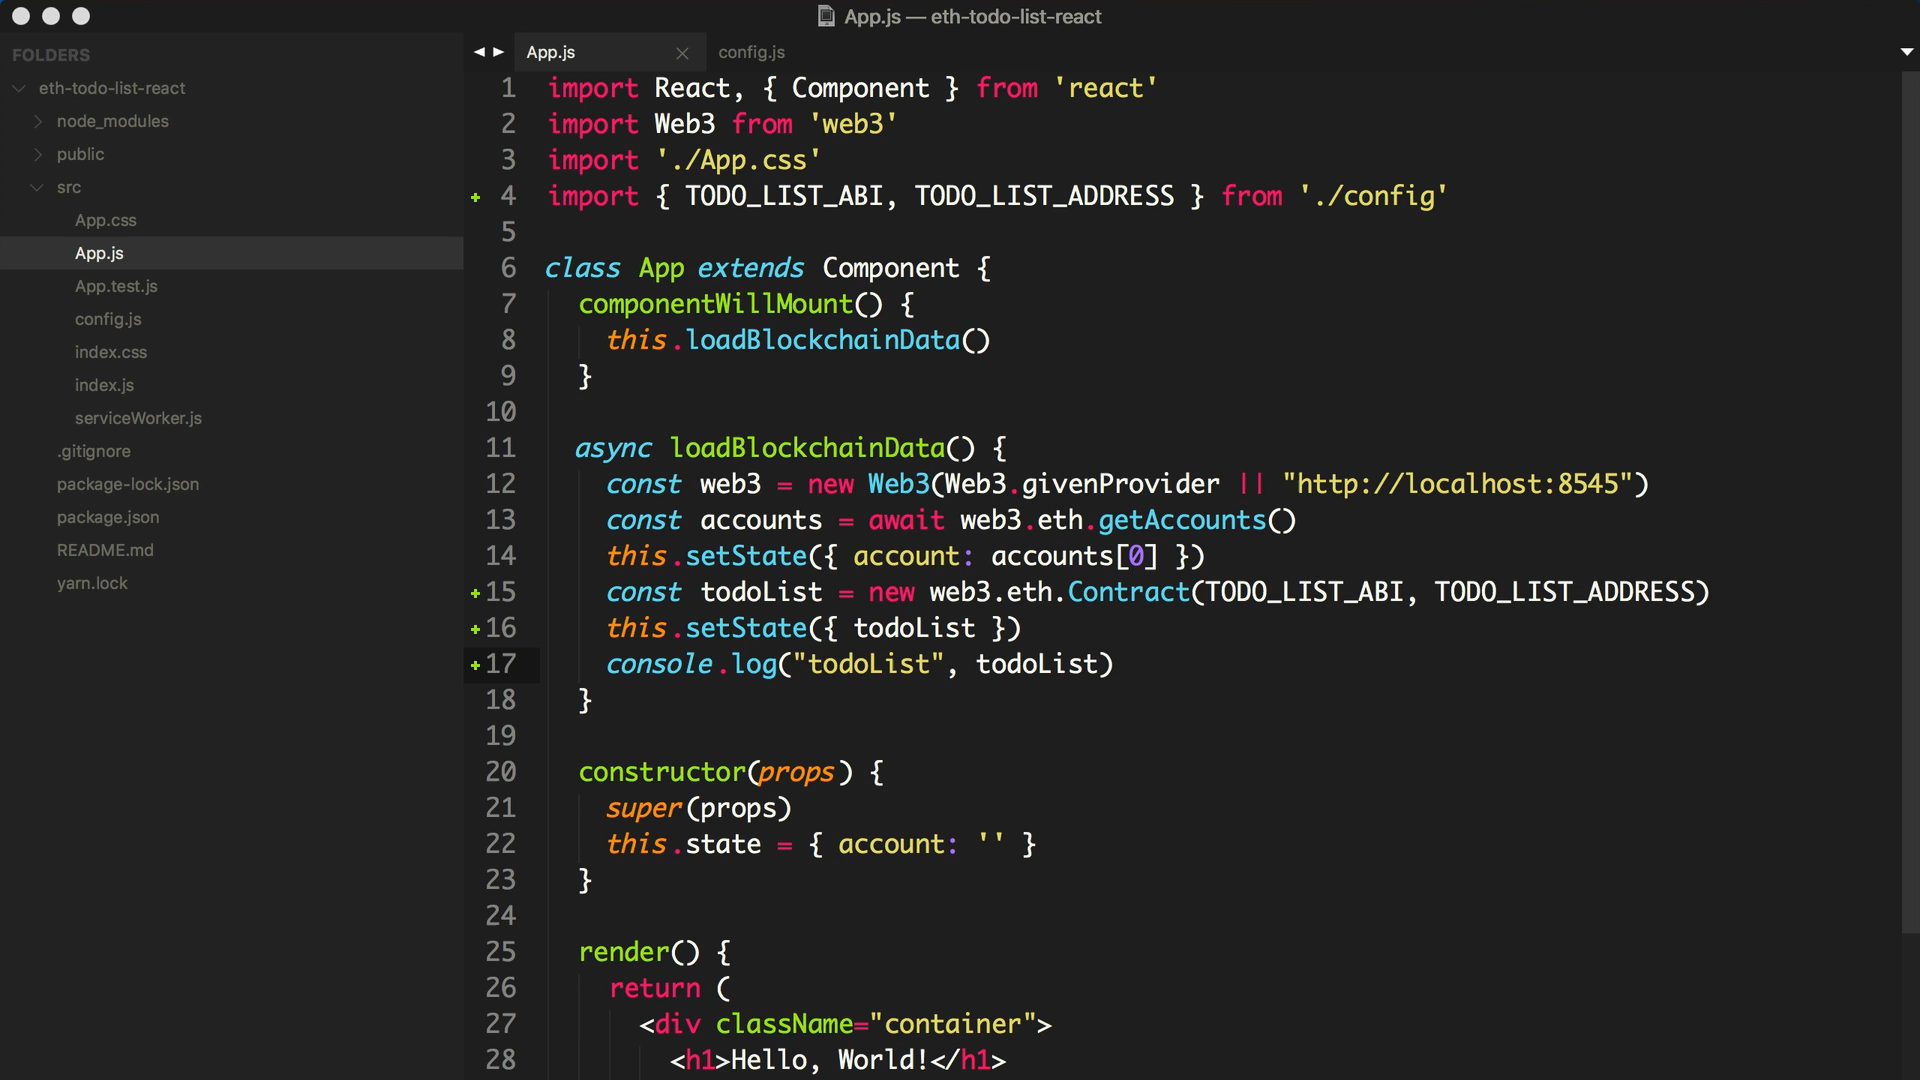 App.js — eth-todo-list-react
FOLDERS
eth-todo-list-react
node_modules
public
src
App.css
App.js
App.test.js
config.js
index.css
index.js
serviceWorker.js
.gitignore
package-lock.json
package.json
README.md
yarn.lock
App.js
config.js
1 import React, { Component } from 'react'
2 import Web3 from 'web3'
3 import './App.css'
+ 4 import { TODO_LIST_ABI, TODO_LIST_ADDRESS } from './config'
5
6 class App extends Component {
7 componentWillMount() {
8 this.loadBlockchainData()
9 }
10
11 async loadBlockchainData() {
12 const web3 = new Web3(Web3.givenProvider || "http://localhost:8545")
13 const accounts = await web3.eth.getAccounts()
14 this.setState({ account: accounts[0] })
+ 15 const todoList = new web3.eth.Contract(TODO_LIST_ABI, TODO_LIST_ADDRESS)
+ 16 this.setState({ todoList })
+ 17 console.log("todoList", todoList)
18 }
19
20 constructor(props) {
21 super(props)
22 this.state = { account: '' }
23 }
24
25 render() {
26 return (
27 <div className="container">
28 <h1>Hello, World!</h1>